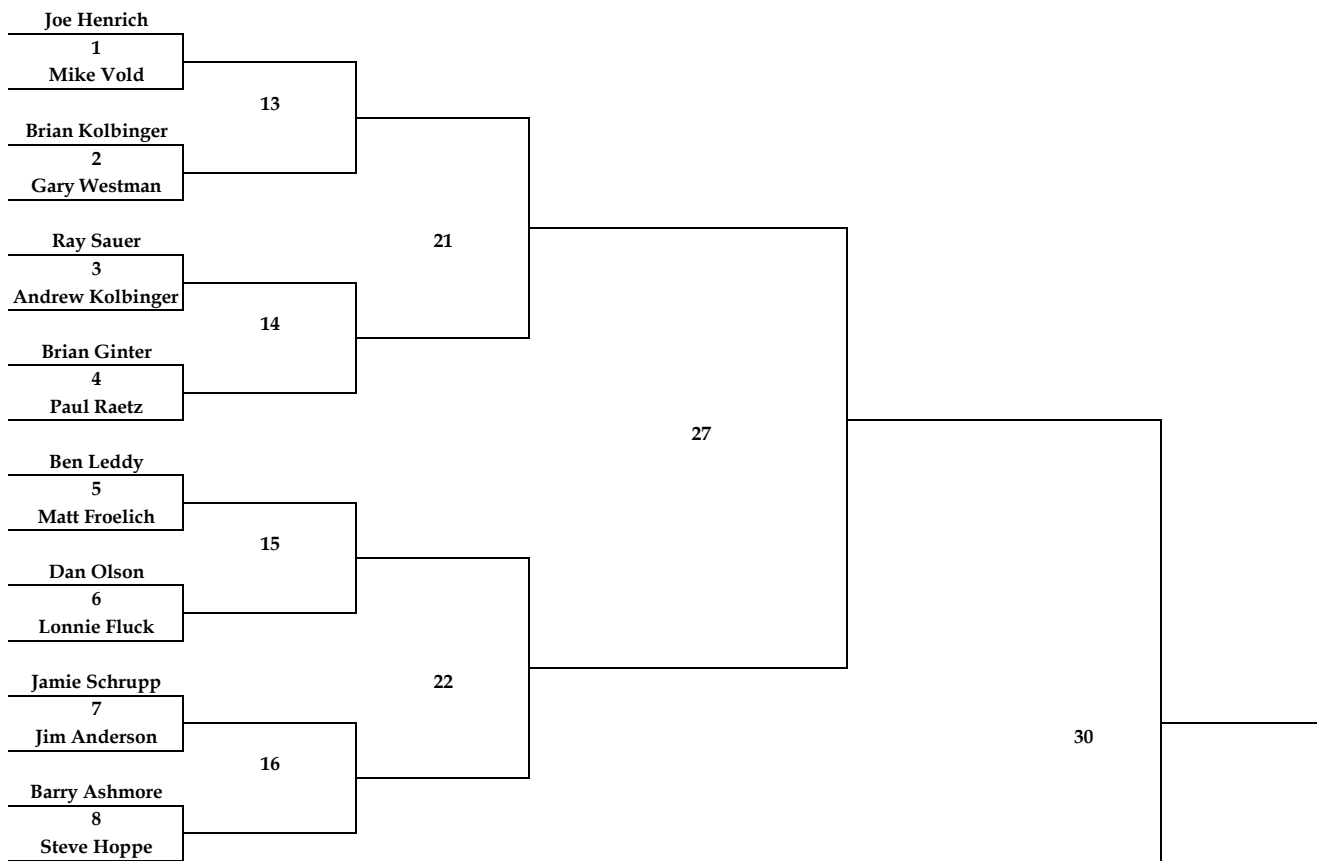 Joe Henrich
1
Mike Vold
13
Brian Kolbinger
2
Gary Westman
21
Ray Sauer
3
Andrew Kolbinger
14
Brian Ginter
4
Paul Raetz
27
Ben Leddy
5
Matt Froelich
15
Dan Olson
6
Lonnie Fluck
22
Jamie Schrupp
7
Jim Anderson
30
16
Barry Ashmore
8
Steve Hoppe